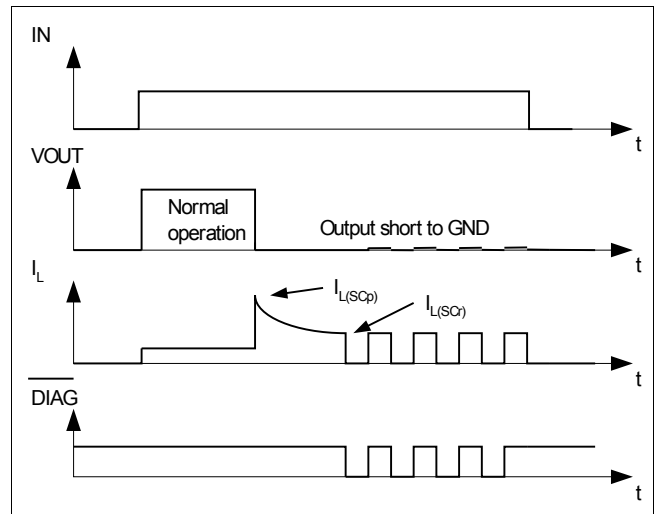 IN
t
VOUT
Normal
operation
Output short to GND
t
I_L
I_L(SCp)
I_L(SCr)
t
DIAG
t